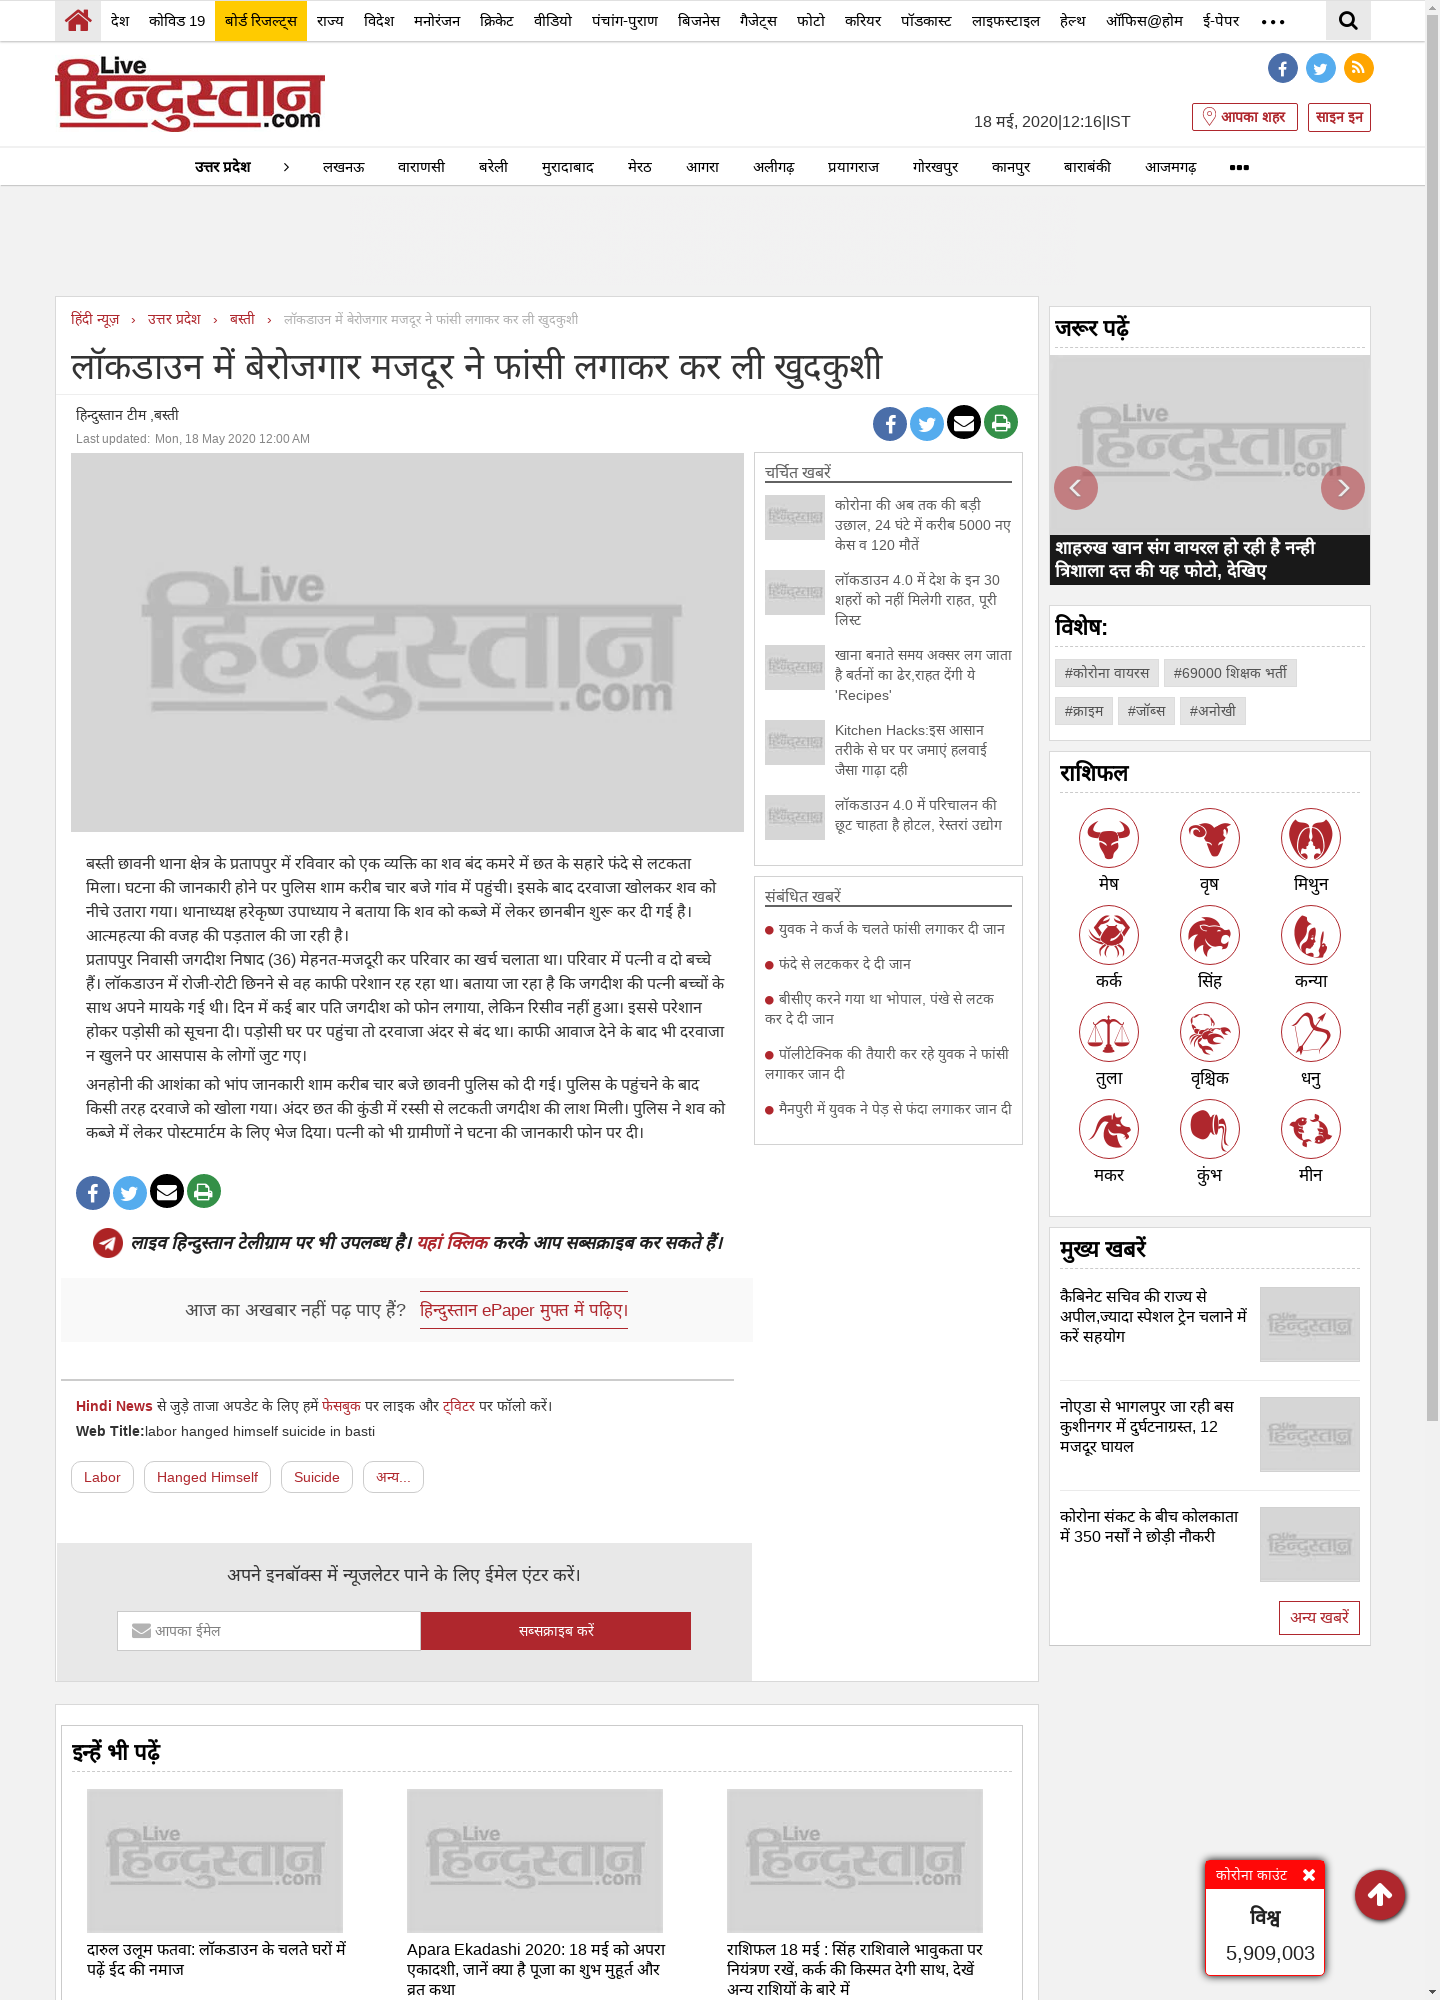 देश कोविड 19 बोर्ड रिजल्ट्स राज्य विदेश मनोरंजन क्रिकेट वीडियो पंचांग-पुराण बिजनेस गैजेट्स फोटो करियर पॉडकास्ट लाइफस्टाइल हेल्थ ऑफिस@होम ई-पेपर
Live
हिन्दुस्तान
.com
18 मई, 2020|12:16|IST
आपका शहर
साइन इन
उत्तर प्रदेश › लखनऊ वाराणसी बरेली मुरादाबाद मेरठ आगरा अलीगढ़ प्रयागराज गोरखपुर कानपुर बाराबंकी आजमगढ़
हिंदी न्यूज़ › उत्तर प्रदेश › बस्ती › लॉकडाउन में बेरोजगार मजदूर ने फांसी लगाकर कर ली खुदकुशी
लॉकडाउन में बेरोजगार मजदूर ने फांसी लगाकर कर ली खुदकुशी
हिन्दुस्तान टीम ,बस्ती
Last updated: Mon, 18 May 2020 12:00 AM
Live
हिन्दुस्तान
.com
बस्ती छावनी थाना क्षेत्र के प्रतापपुर में रविवार को एक व्यक्ति का शव बंद कमरे में छत के सहारे फंदे से लटकता
मिला। घटना की जानकारी होने पर पुलिस शाम करीब चार बजे गांव में पहुंची। इसके बाद दरवाजा खोलकर शव को
नीचे उतारा गया। थानाध्यक्ष हरेकृष्ण उपाध्याय ने बताया कि शव को कब्जे में लेकर छानबीन शुरू कर दी गई है।
आत्महत्या की वजह की पड़ताल की जा रही है।
प्रतापपुर निवासी जगदीश निषाद (36) मेहनत-मजदूरी कर परिवार का खर्च चलाता था। परिवार में पत्नी व दो बच्चे
हैं। लॉकडाउन में रोजी-रोटी छिनने से वह काफी परेशान रह रहा था। बताया जा रहा है कि जगदीश की पत्नी बच्चों के
साथ अपने मायके गई थी। दिन में कई बार पति जगदीश को फोन लगाया, लेकिन रिसीव नहीं हुआ। इससे परेशान
होकर पड़ोसी को सूचना दी। पड़ोसी घर पर पहुंचा तो दरवाजा अंदर से बंद था। काफी आवाज देने के बाद भी दरवाजा
न खुलने पर आसपास के लोगों जुट गए।
अनहोनी की आशंका को भांप जानकारी शाम करीब चार बजे छावनी पुलिस को दी गई। पुलिस के पहुंचने के बाद
किसी तरह दरवाजे को खोला गया। अंदर छत की कुंडी में रस्सी से लटकती जगदीश की लाश मिली। पुलिस ने शव को
कब्जे में लेकर पोस्टमार्टम के लिए भेज दिया। पत्नी को भी ग्रामीणों ने घटना की जानकारी फोन पर दी।
लाइव हिन्दुस्तान टेलीग्राम पर भी उपलब्ध है। यहां क्लिक करके आप सब्सक्राइब कर सकते हैं।
आज का अखबार नहीं पढ़ पाए हैं? हिन्दुस्तान ePaper मुफ्त में पढ़िए।
Hindi News से जुड़े ताजा अपडेट के लिए हमें फेसबुक पर लाइक और ट्विटर पर फॉलो करें।
Web Title:labor hanged himself suicide in basti
Labor Hanged Himself Suicide अन्य...
अपने इनबॉक्स में न्यूजलेटर पाने के लिए ईमेल एंटर करें।
आपका ईमेल सब्सक्राइब करें
चर्चित खबरें
कोरोना की अब तक की बड़ी
उछाल, 24 घंटे में करीब 5000 नए
केस व 120 मौतें
लॉकडाउन 4.0 में देश के इन 30
शहरों को नहीं मिलेगी राहत, पूरी
लिस्ट
खाना बनाते समय अक्सर लग जाता
है बर्तनों का ढेर,राहत देंगी ये
'Recipes'
Kitchen Hacks:इस आसान
तरीके से घर पर जमाएं हलवाई
जैसा गाढ़ा दही
लॉकडाउन 4.0 में परिचालन की
छूट चाहता है होटल, रेस्तरां उद्योग
संबंधित खबरें
युवक ने कर्ज के चलते फांसी लगाकर दी जान
फंदे से लटककर दे दी जान
बीसीए करने गया था भोपाल, पंखे से लटक
कर दे दी जान
पॉलीटेक्निक की तैयारी कर रहे युवक ने फांसी
लगाकर जान दी
मैनपुरी में युवक ने पेड़ से फंदा लगाकर जान दी
जरूर पढ़ें
Live
हिन्दुस्तान
.com
शाहरुख खान संग वायरल हो रही है नन्ही
त्रिशाला दत्त की यह फोटो, देखिए
विशेष:
#कोरोना वायरस #69000 शिक्षक भर्ती
#क्राइम #जॉब्स #अनोखी
राशिफल
मेष वृष मिथुन
कर्क सिंह कन्या
तुला वृश्चिक धनु
मकर कुंभ मीन
मुख्य खबरें
कैबिनेट सचिव की राज्य से
अपील,ज्यादा स्पेशल ट्रेन चलाने में
करें सहयोग
नोएडा से भागलपुर जा रही बस
कुशीनगर में दुर्घटनाग्रस्त, 12
मजदूर घायल
कोरोना संकट के बीच कोलकाता
में 350 नर्सों ने छोड़ी नौकरी
अन्य खबरें
इन्हें भी पढ़ें
Live
हिन्दुस्तान
.com
Live
हिन्दुस्तान
.com
Live
हिन्दुस्तान
.com
दारुल उलूम फतवा: लॉकडाउन के चलते घरों में
पढ़ें ईद की नमाज
Apara Ekadashi 2020: 18 मई को अपरा
एकादशी, जानें क्या है पूजा का शुभ मुहूर्त और
व्रत कथा
राशिफल 18 मई : सिंह राशिवाले भावुकता पर
नियंत्रण रखें, कर्क की किस्मत देगी साथ, देखें
अन्य राशियों के बारे में
कोरोना काउंट
विश्व
5,909,003